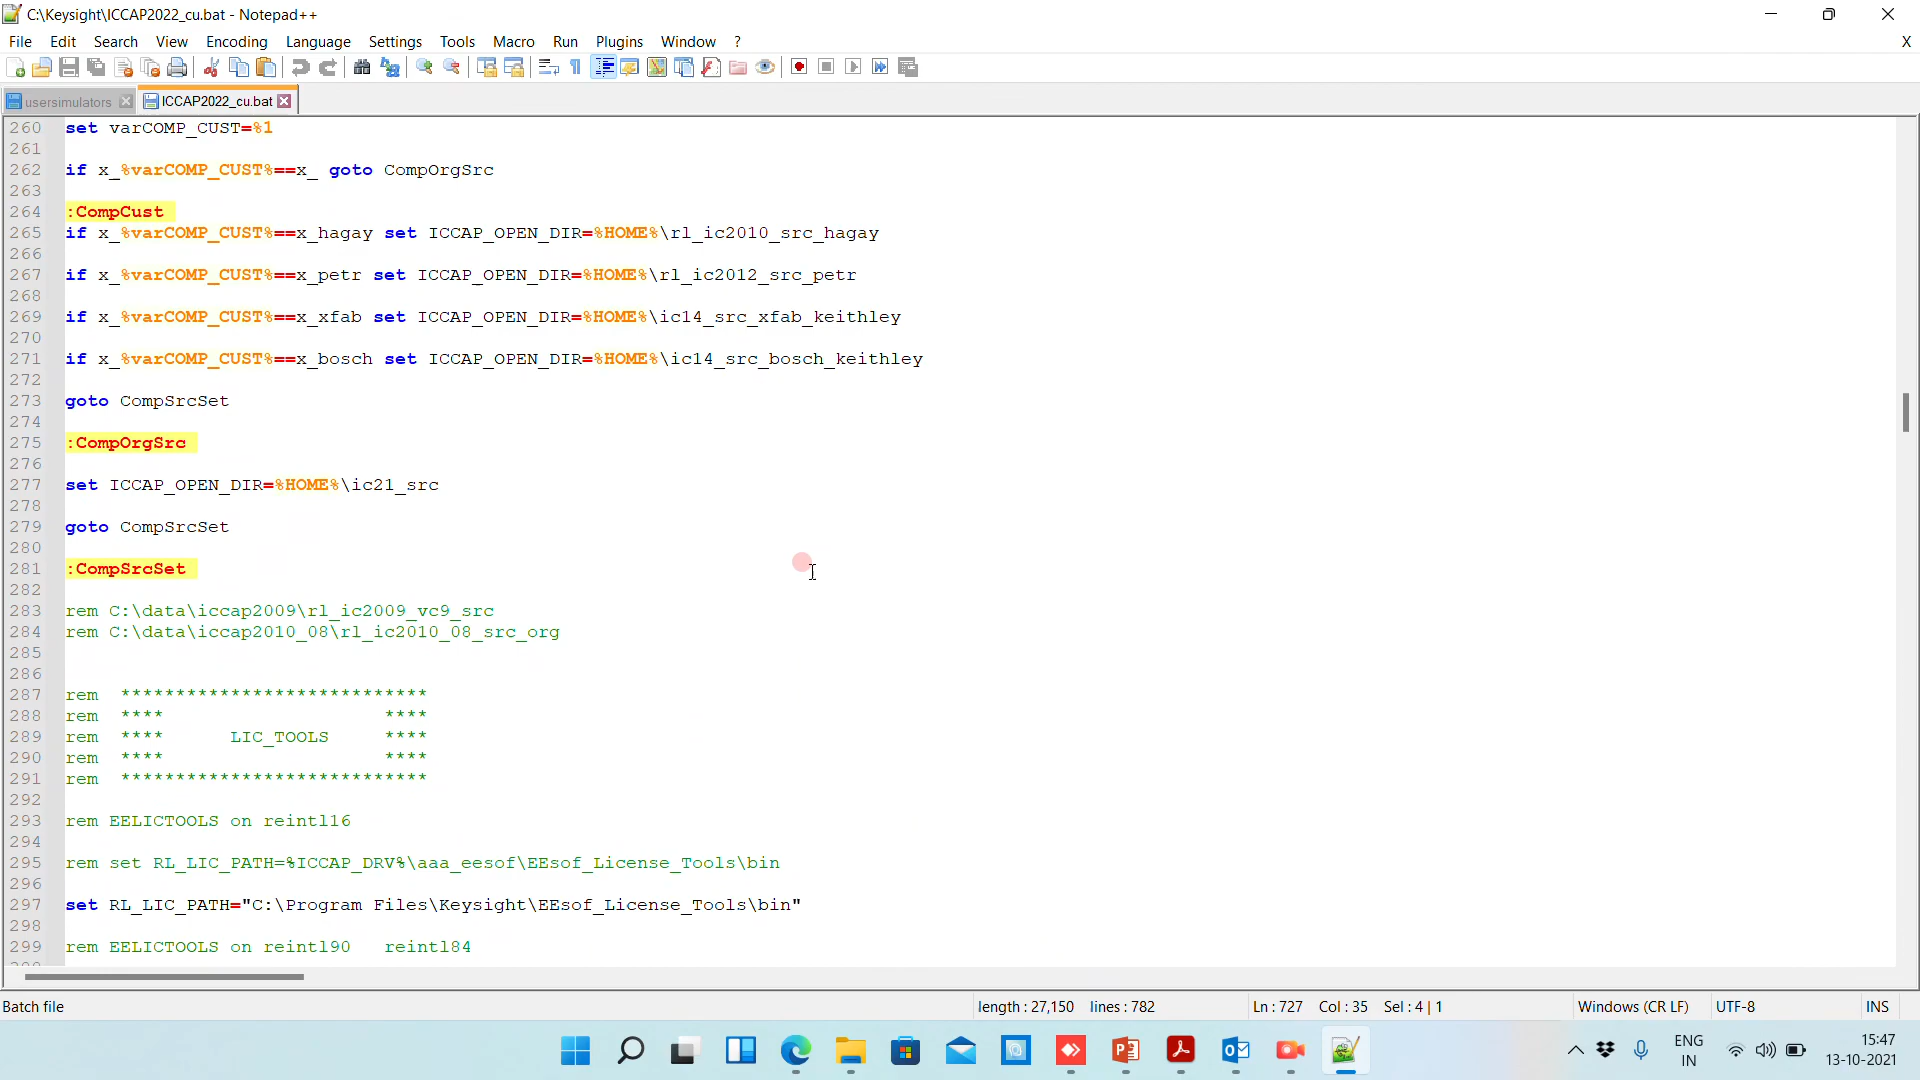 C:\Keysight\ICCAP2022_cu.bat - Notepad++
File Edit Search View Encoding Language Settings Tools Macro Run Plugins Window ? X
usersimulators ICCAP2022_cu.bat
260 set varCOMP_CUST=%1
261
262 if x_%varCOMP_CUST%==x_ goto CompOrgSrc
263
264 :CompCust
265 if x_%varCOMP_CUST%==x_hagay set ICCAP_OPEN_DIR=%HOME%\rl_ic2010_src_hagay
266
267 if x_%varCOMP_CUST%==x_petr set ICCAP_OPEN_DIR=%HOME%\rl_ic2012_src_petr
268
269 if x_%varCOMP_CUST%==x_xfab set ICCAP_OPEN_DIR=%HOME%\ic14_src_xfab_keithley
270
271 if x_%varCOMP_CUST%==x_bosch set ICCAP_OPEN_DIR=%HOME%\ic14_src_bosch_keithley
272
273 goto CompSrcSet
274
275 :CompOrgSrc
276
277 set ICCAP_OPEN_DIR=%HOME%\ic21_src
278
279 goto CompSrcSet
280
281 :CompSrcSet
282
283 rem C:\data\iccap2009\rl_ic2009_vc9_src
284 rem C:\data\iccap2010_08\rl_ic2010_08_src_org
285
286
287 rem ****************************
288 rem **** ****
289 rem **** LIC_TOOLS ****
290 rem **** ****
291 rem ****************************
292
293 rem EELICTOOLS on reintl16
294
295 rem set RL_LIC_PATH=%ICCAP_DRV%\aaa_eesof\EEsof_License_Tools\bin
296
297 set RL_LIC_PATH="C:\Program Files\Keysight\EEsof_License_Tools\bin"
298
299 rem EELICTOOLS on reintl90 reintl84
Batch file length : 27,150 lines : 782 Ln : 727 Col : 35 Sel : 4 | 1 Windows (CR LF) UTF-8 INS
ENG 15:47
IN 13-10-2021